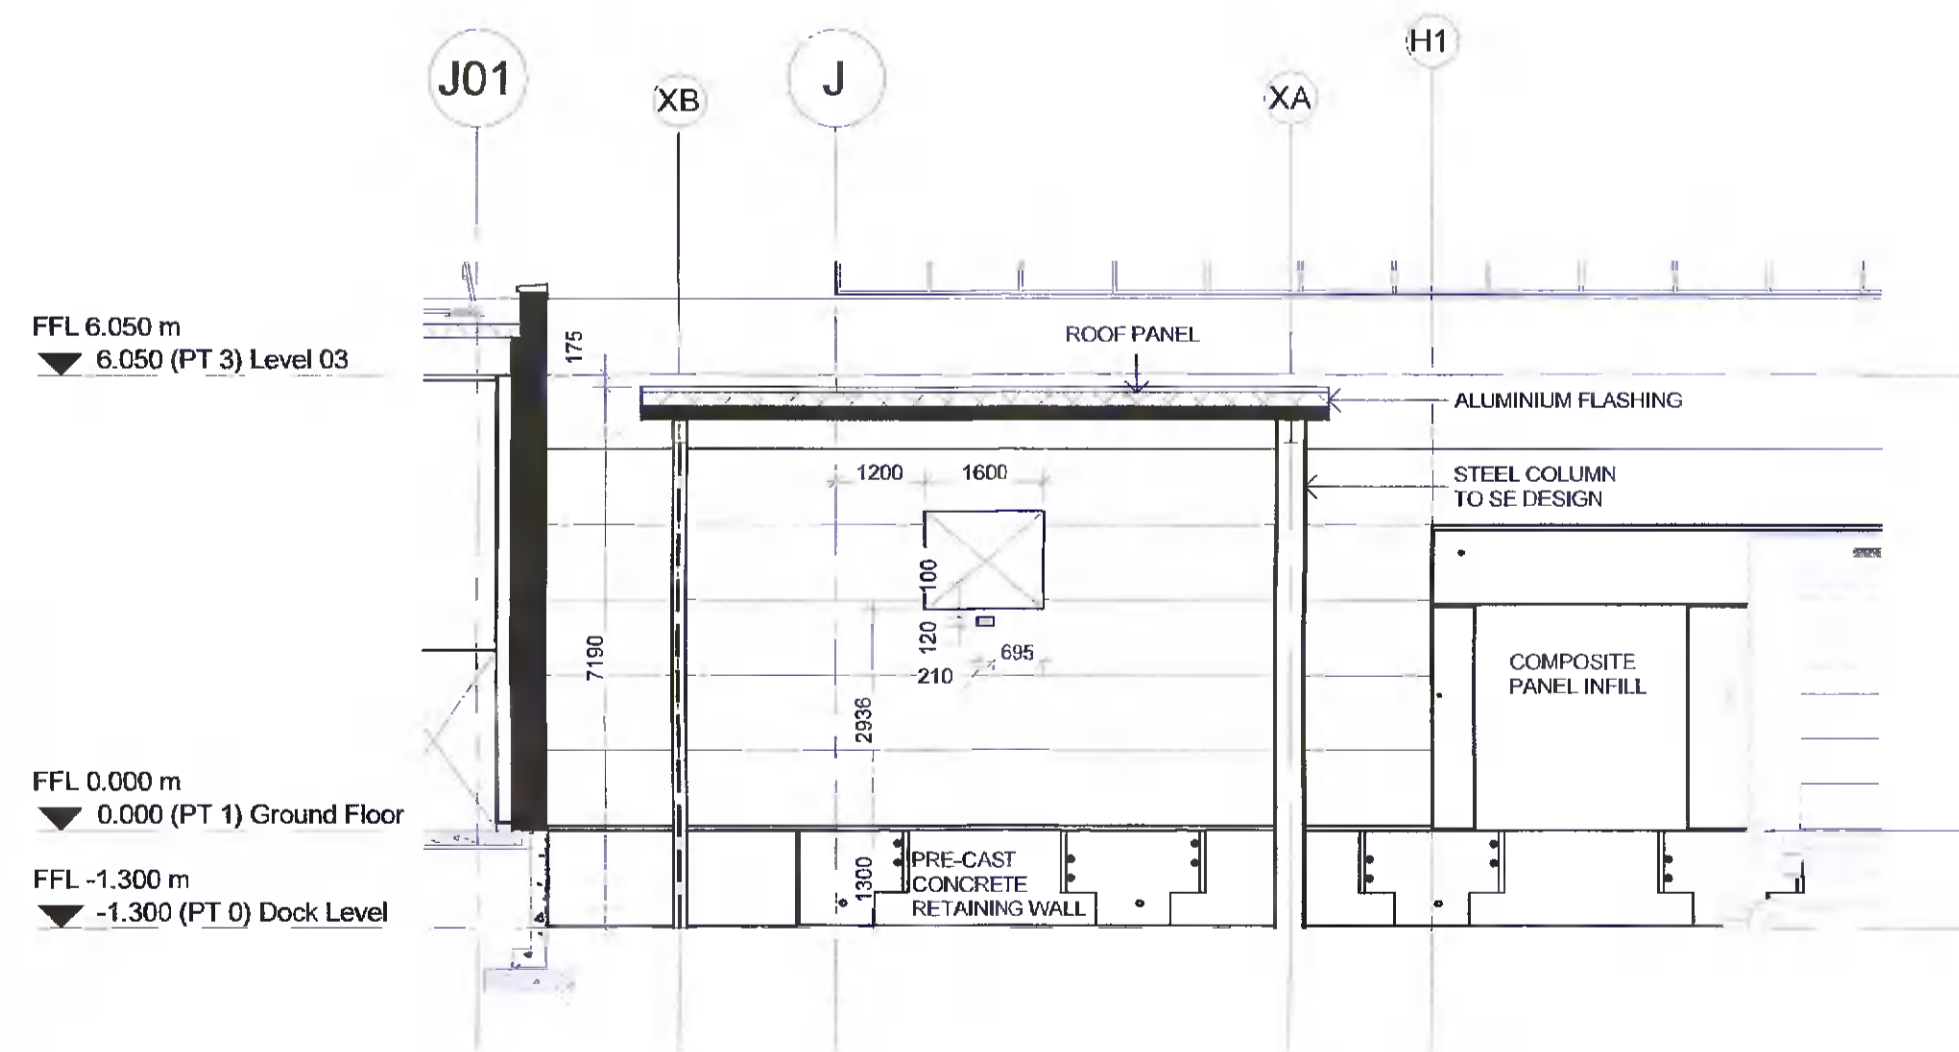 J01
XB
J
XA
H1
FFL 6.050 m
6.050 (PT 3) Level 03
175
ROOF PANEL
ALUMINIUM FLASHING
1200
1600
STEEL COLUMN
TO SE DESIGN
100
120
695
210
7190
2936
COMPOSITE
PANEL INFILL
FFL 0.000 m
0.000 (PT 1) Ground Floor
1300
PRE-CAST
CONCRETE
RETAINING WALL
FFL -1.300 m
-1.300 (PT 0) Dock Level